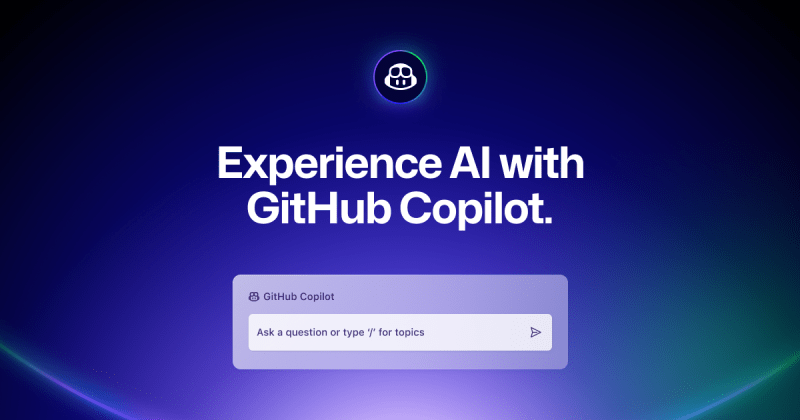 Experience AI with
GitHub Copilot.
GitHub Copilot
Ask a question or type ‘/’ for topics